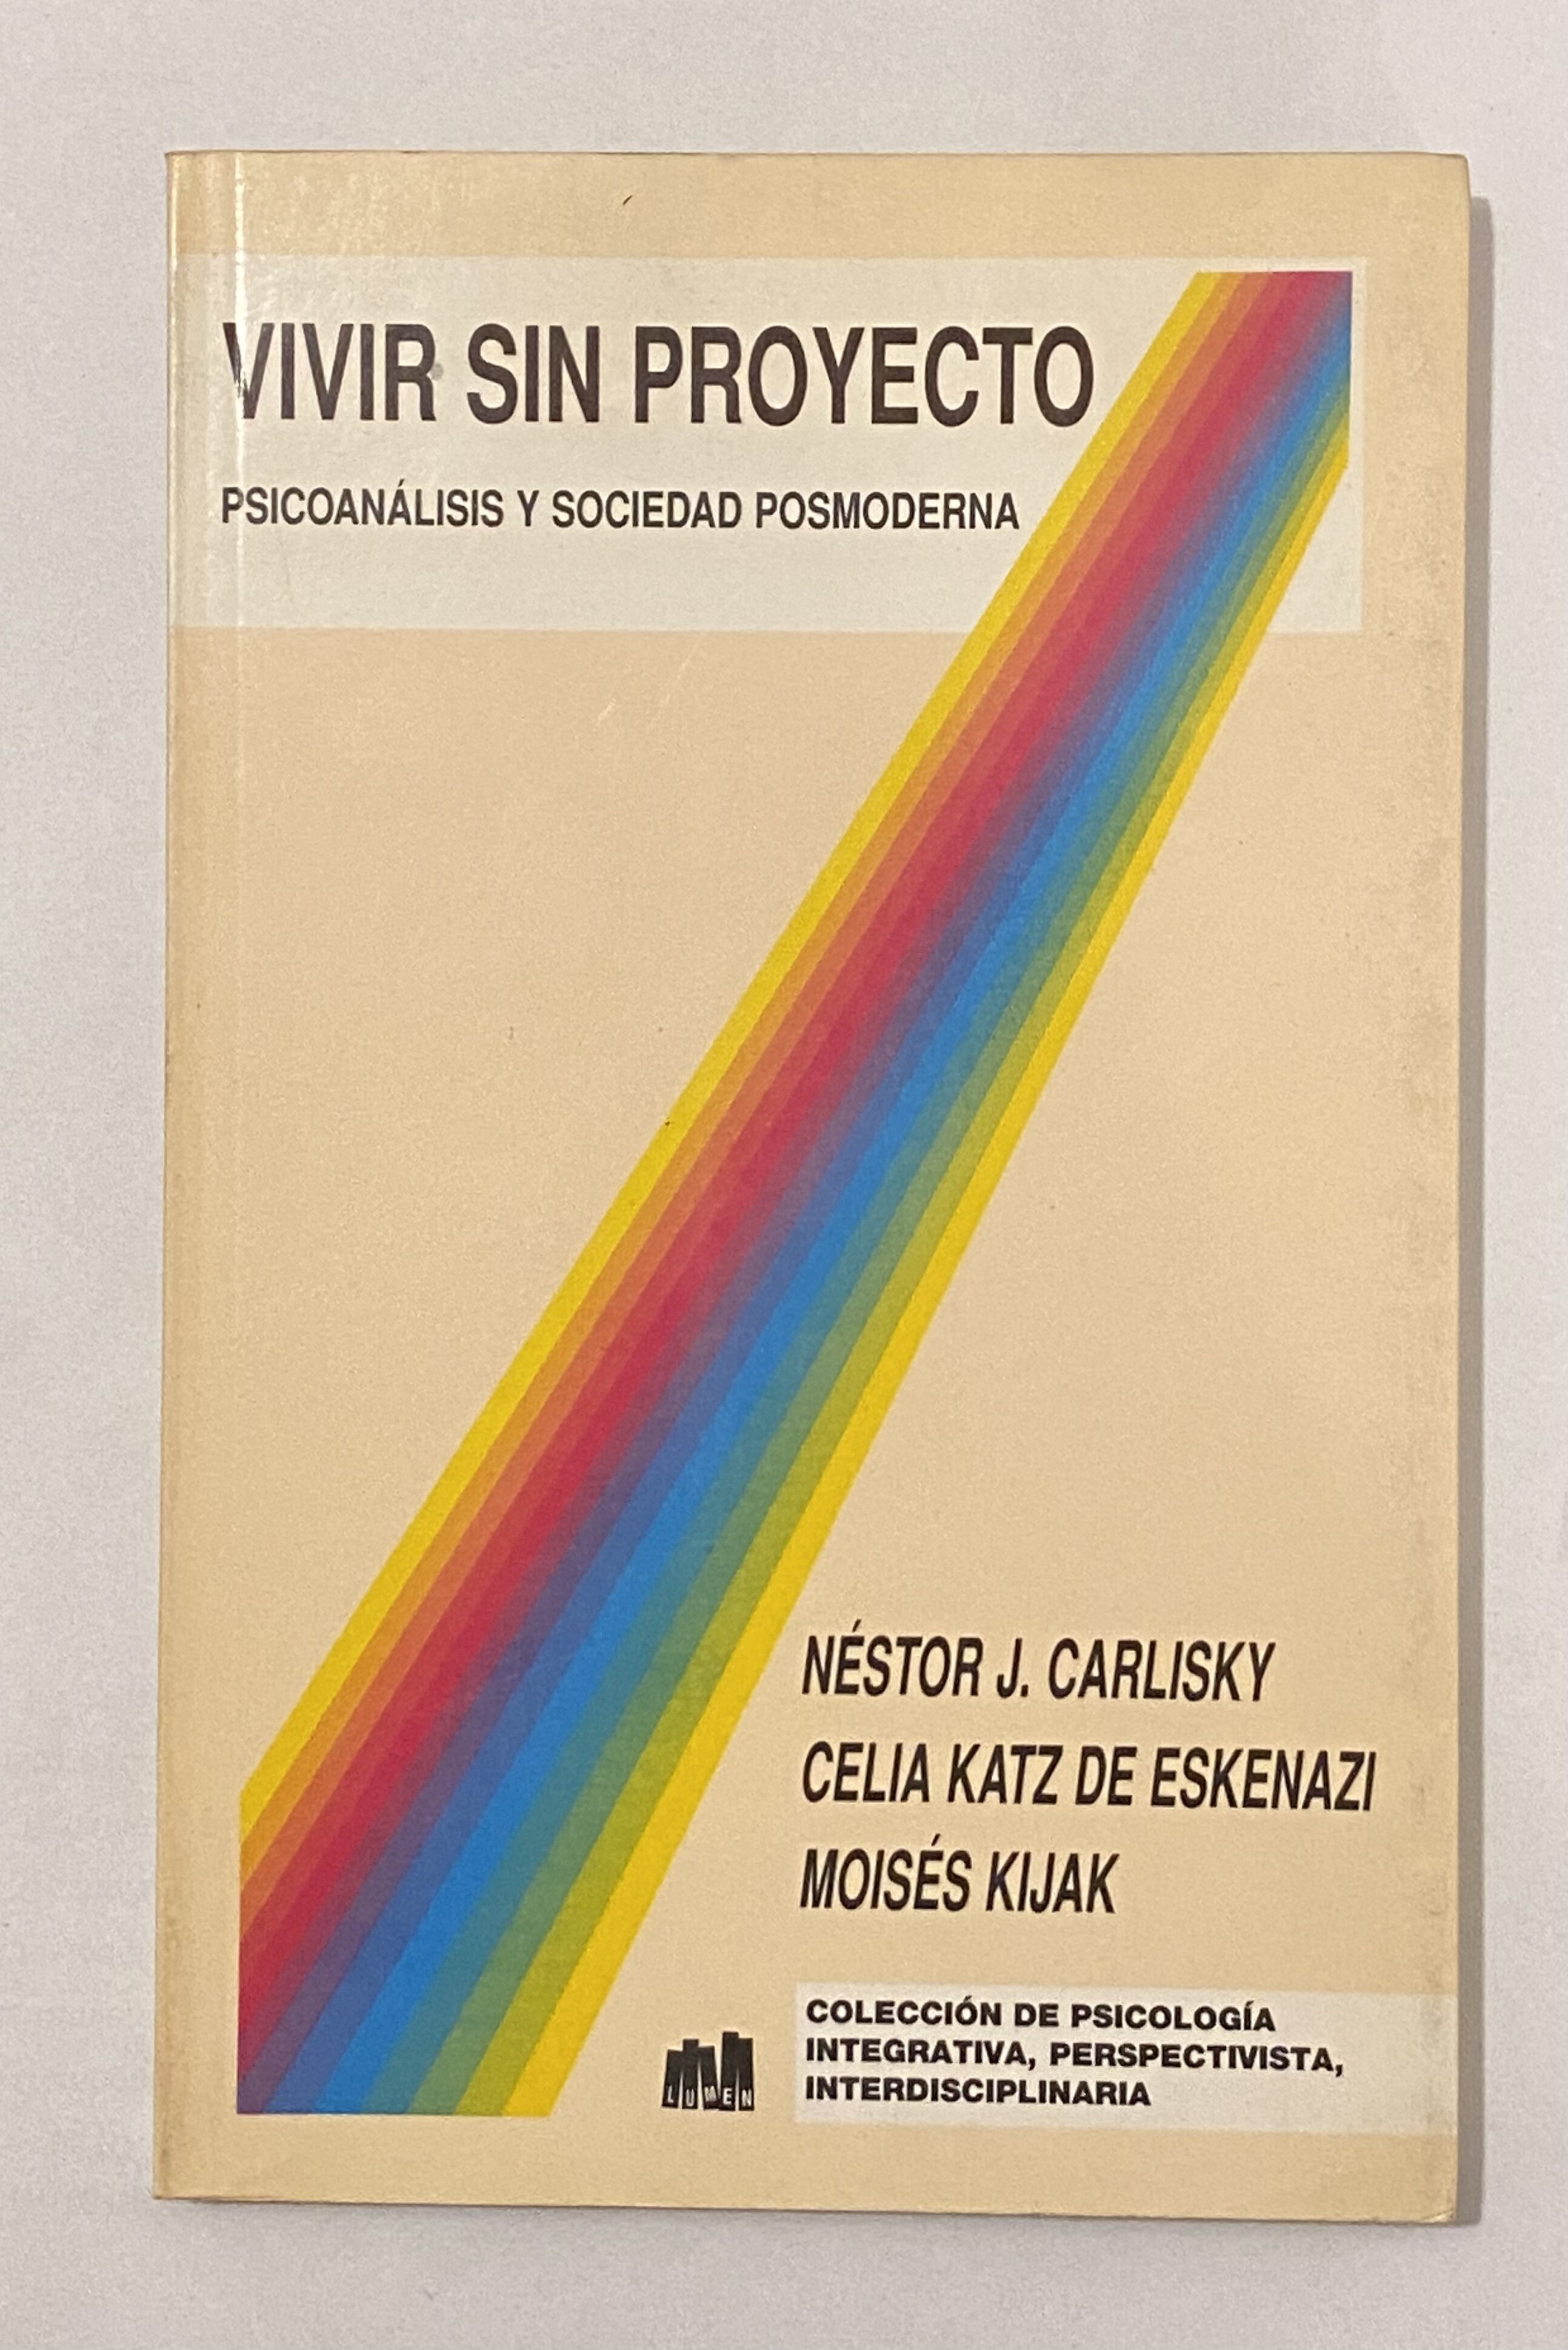 VIVIR SIN PROYECTO
PSICOANÁLISIS Y SOCIEDAD POSMODERNA
NÉSTOR J. CARLISKY
CELIA KATZ DE ESKENAZI
MOISÉS KIJAK
LUMEN
COLECCIÓN DE PSICOLOGÍA
INTEGRATIVA, PERSPECTIVISTA,
INTERDISCIPLINARIA